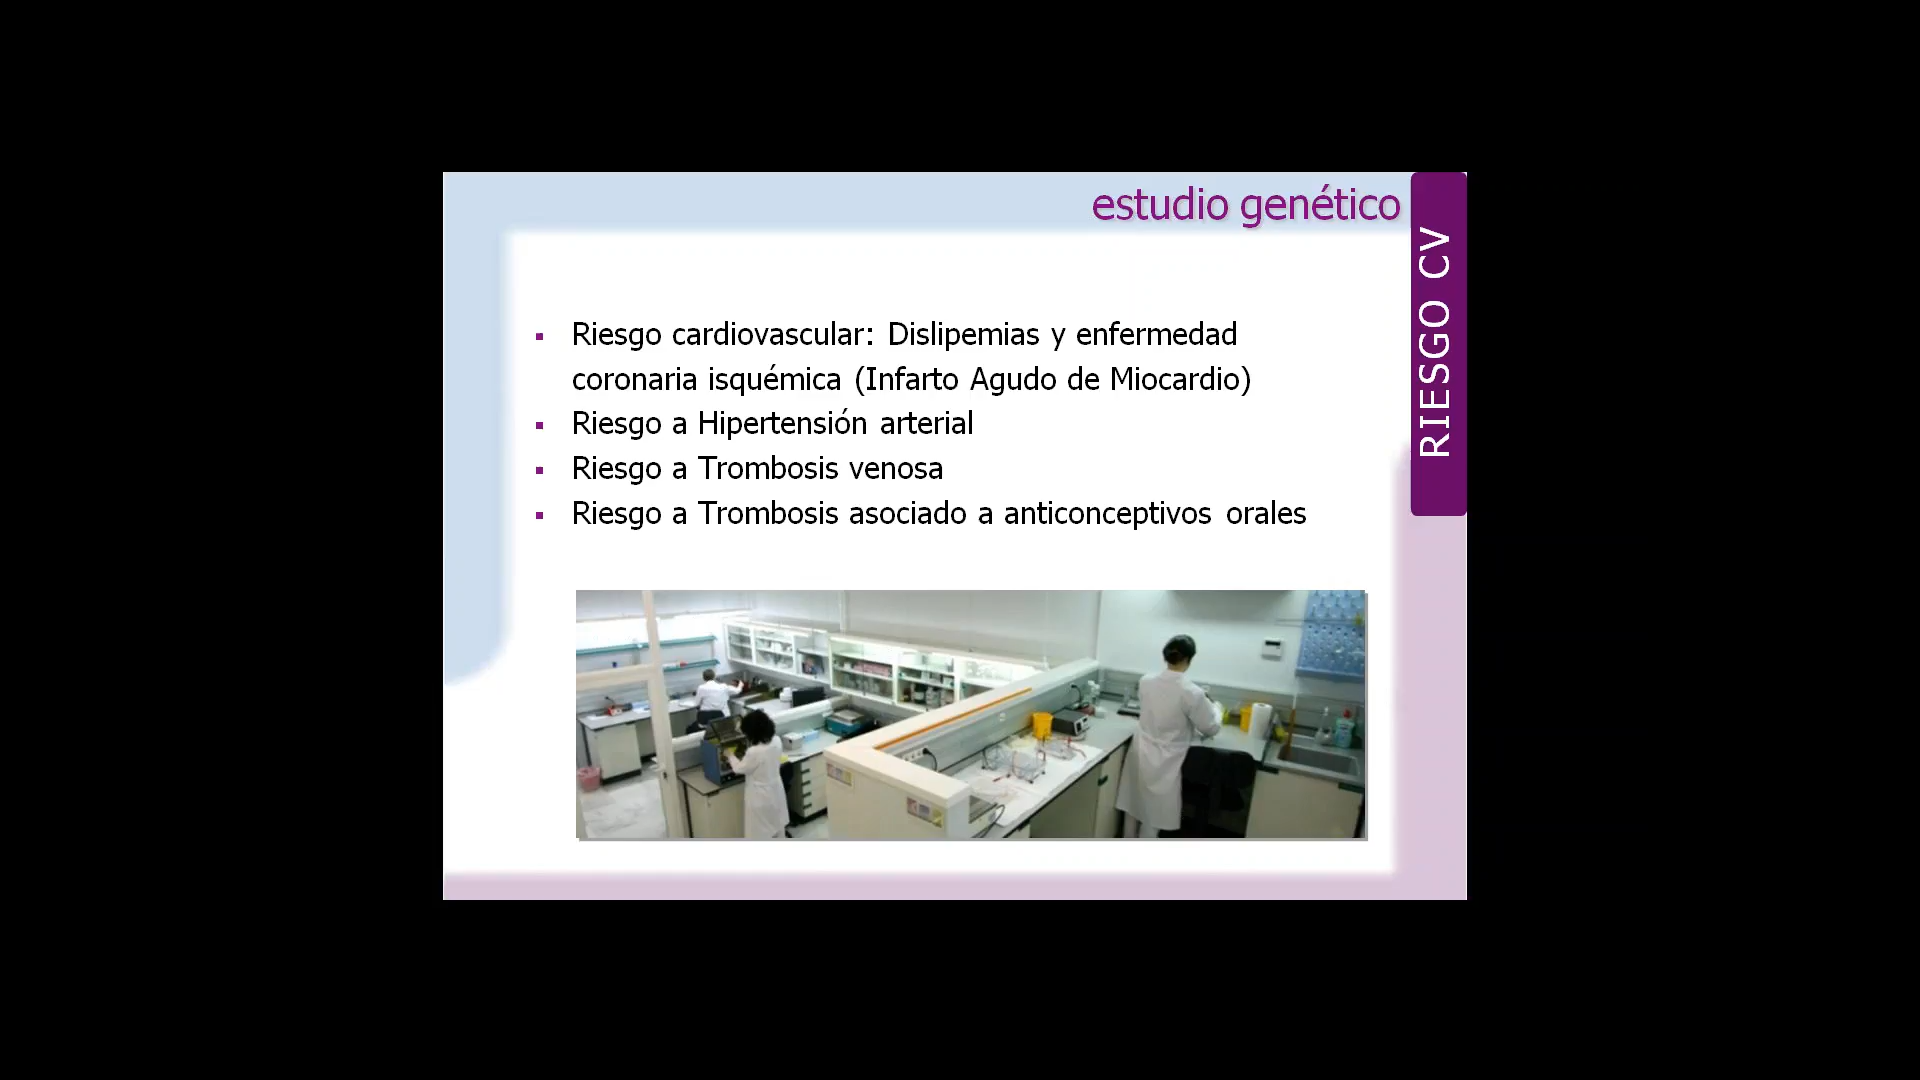 estudio genético
RIESGO CV
▪ Riesgo cardiovascular: Dislipemias y enfermedad
coronaria isquémica (Infarto Agudo de Miocardio)
▪ Riesgo a Hipertensión arterial
▪ Riesgo a Trombosis venosa
▪ Riesgo a Trombosis asociado a anticonceptivos orales